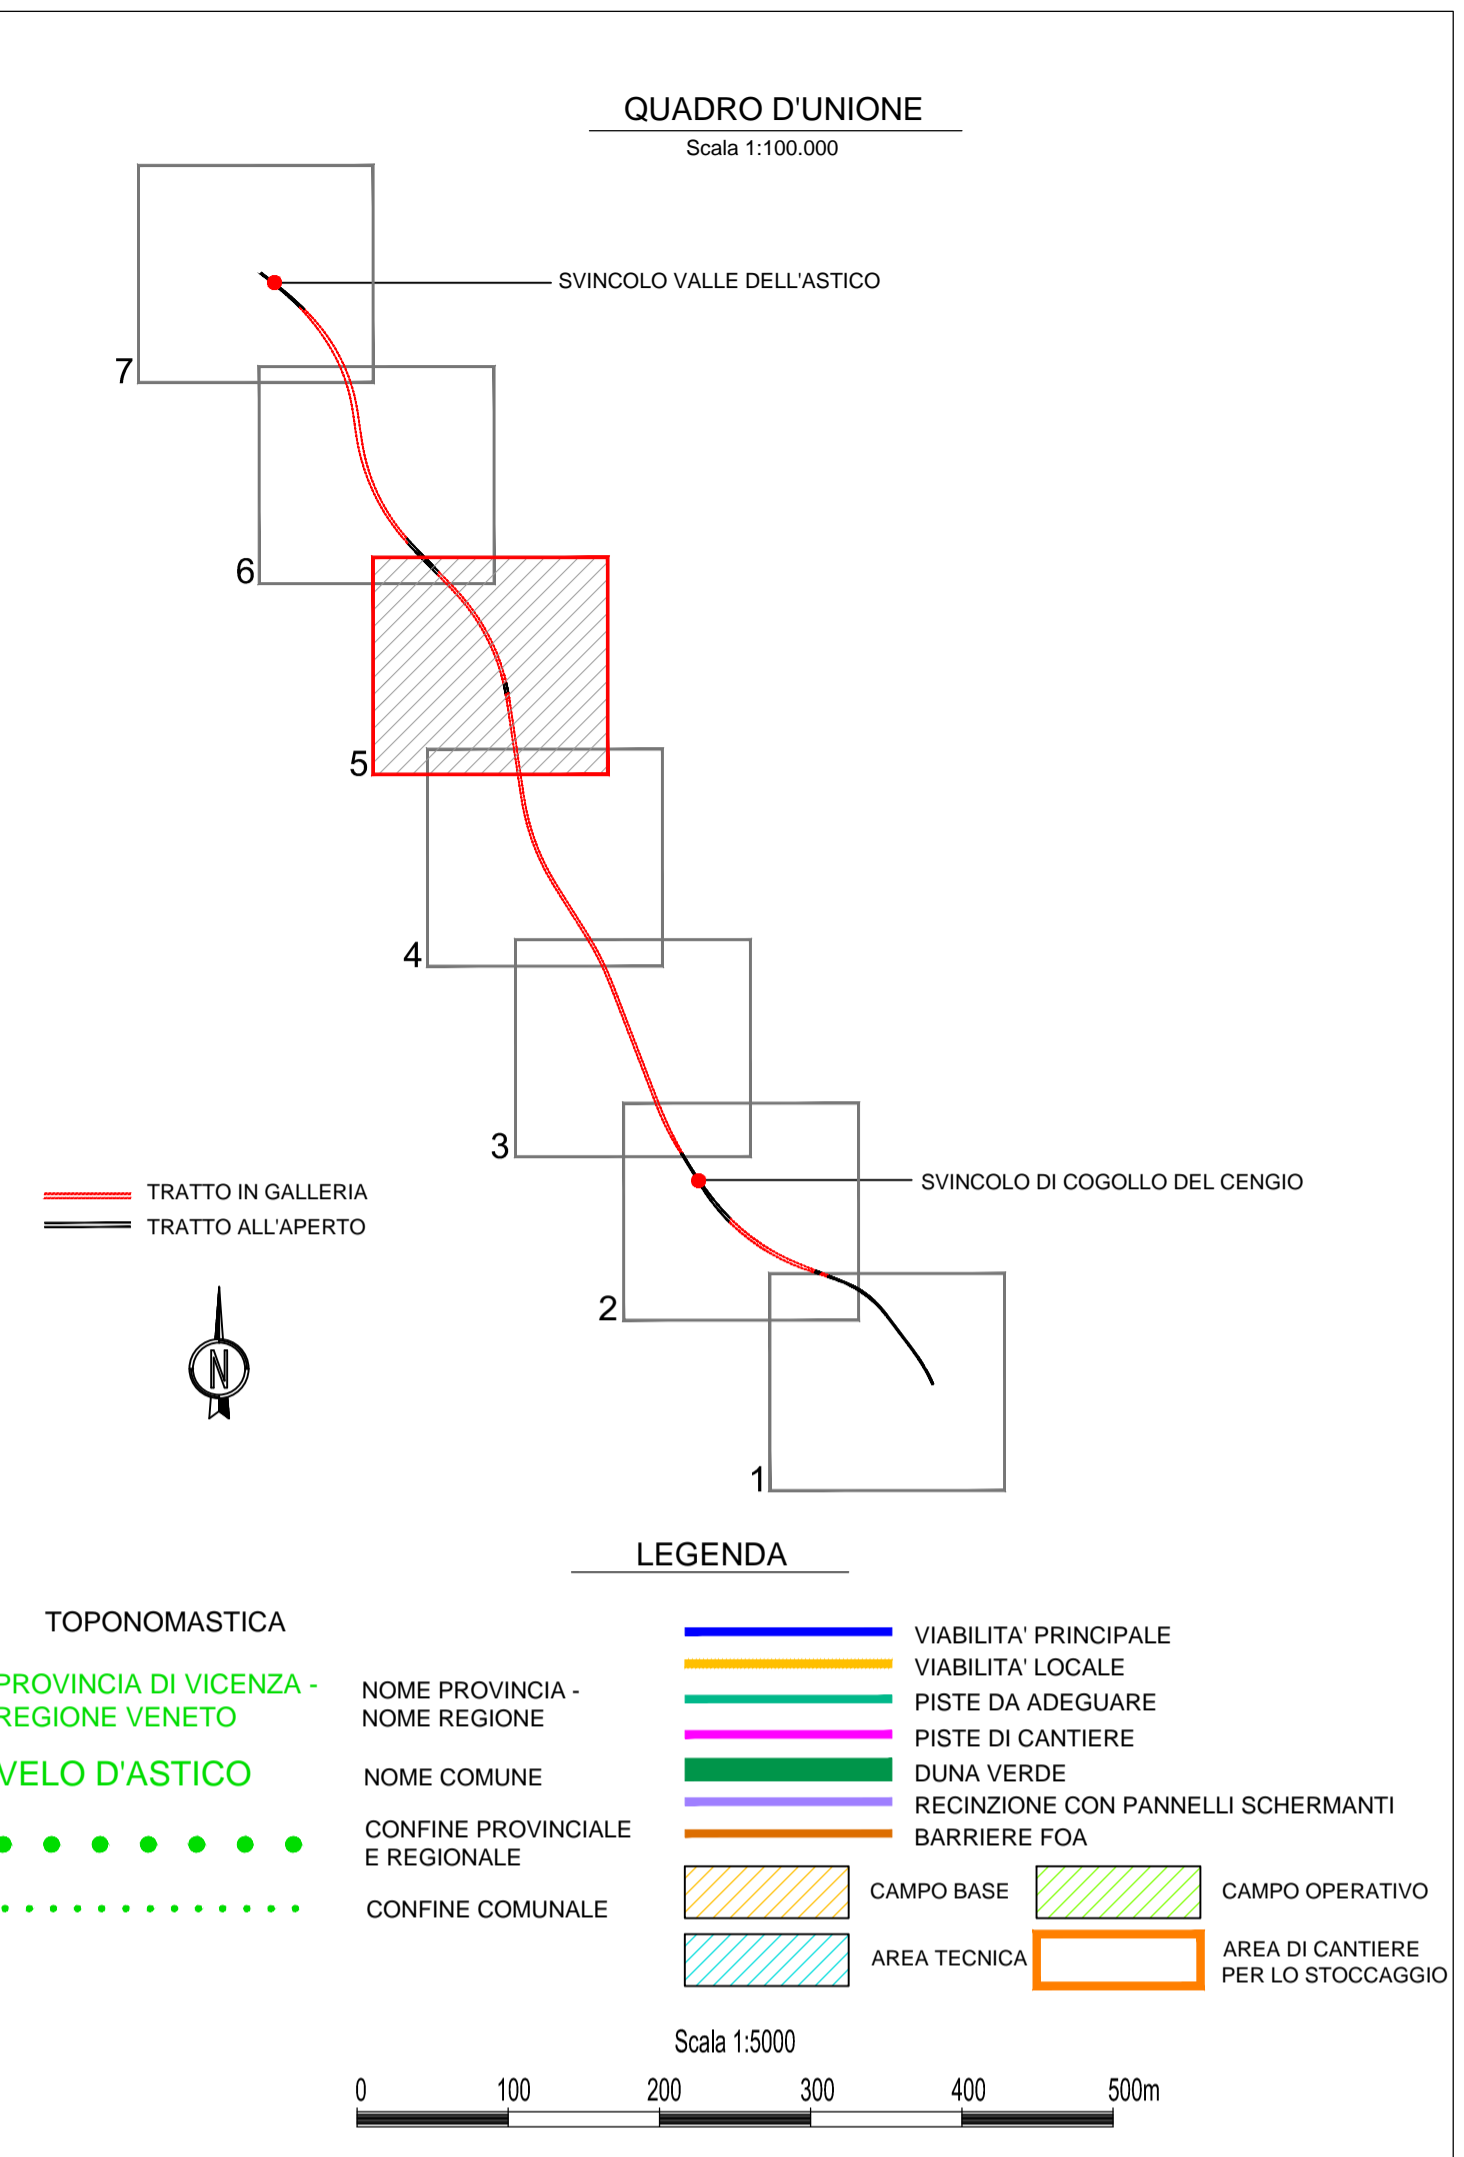 QUADRO D'UNIONE
Scala 1:100.000
SVINCOLO VALLE DELL'ASTICO
7
6
5
4
3
SVINCOLO DI COGOLLO DEL CENGIO
TRATTO IN GALLERIA
TRATTO ALL'APERTO
2
N
1
LEGENDA
TOPONOMASTICA
PROVINCIA DI VICENZA -
REGIONE VENETO
NOME PROVINCIA -
NOME REGIONE
VELO D'ASTICO
NOME COMUNE
CONFINE PROVINCIALE
E REGIONALE
CONFINE COMUNALE
VIABILITA' PRINCIPALE
VIABILITA' LOCALE
PISTE DA ADEGUARE
PISTE DI CANTIERE
DUNA VERDE
RECINZIONE CON PANNELLI SCHERMANTI
BARRIERE FOA
CAMPO BASE
CAMPO OPERATIVO
AREA TECNICA
AREA DI CANTIERE
PER LO STOCCAGGIO
Scala 1:5000
0 100 200 300 400 500m